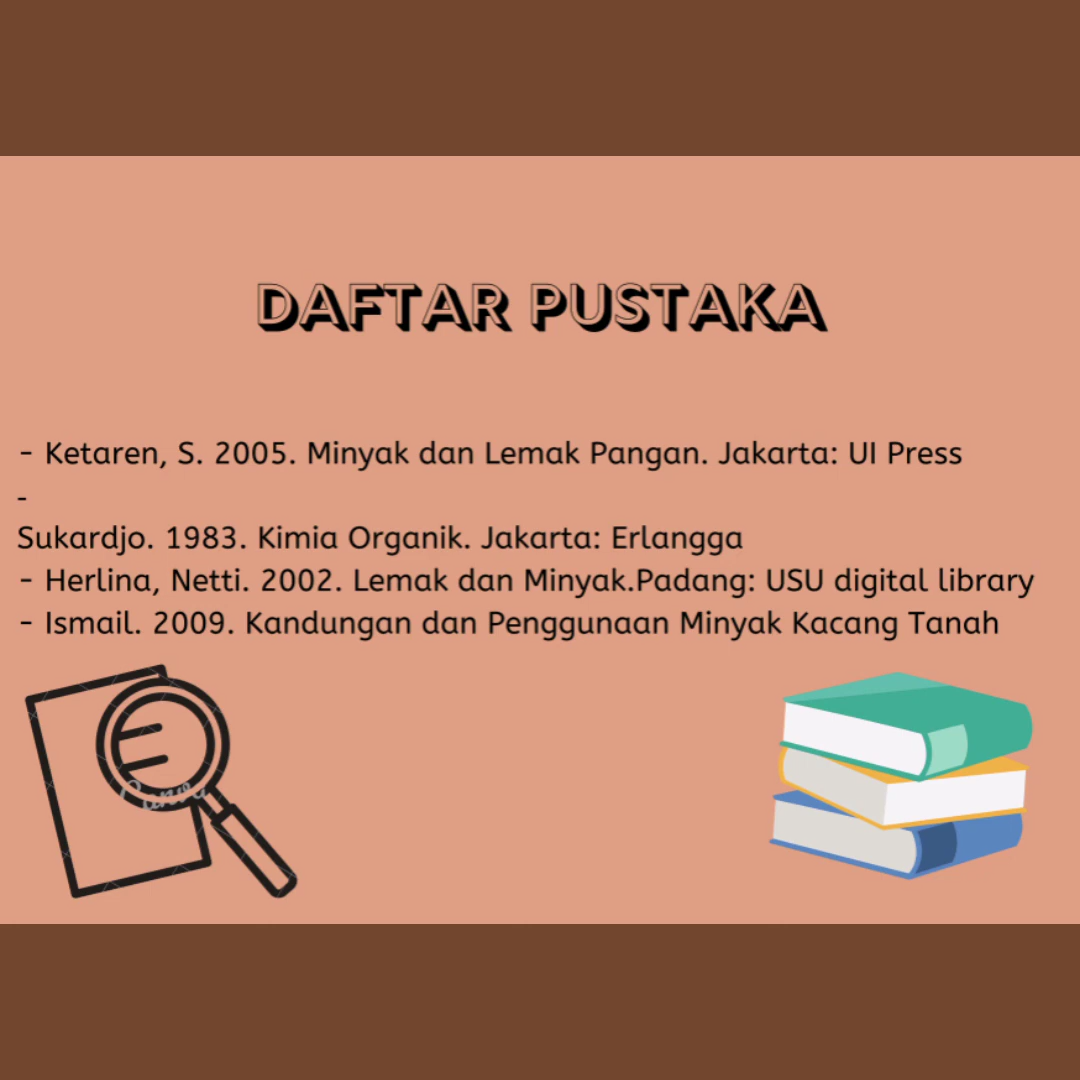 DAFTAR PUSTAKA
- Ketaren, S. 2005. Minyak dan Lemak Pangan. Jakarta: UI Press
-
Sukardjo. 1983. Kimia Organik. Jakarta: Erlangga
- Herlina, Netti. 2002. Lemak dan Minyak.Padang: USU digital library
- Ismail. 2009. Kandungan dan Penggunaan Minyak Kacang Tanah
Canva